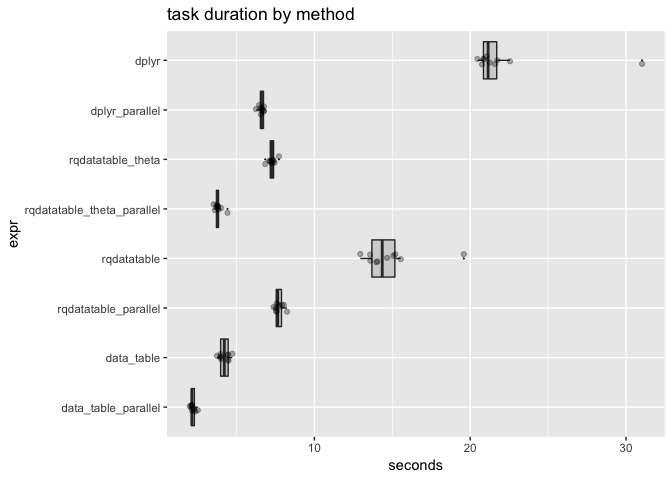 task duration by method
expr
dplyr
dplyr_parallel
rqdatatable_theta
rqdatatable_theta_parallel
rqdatatable
rqdatatable_parallel
data_table
data_table_parallel
10 20 30
seconds